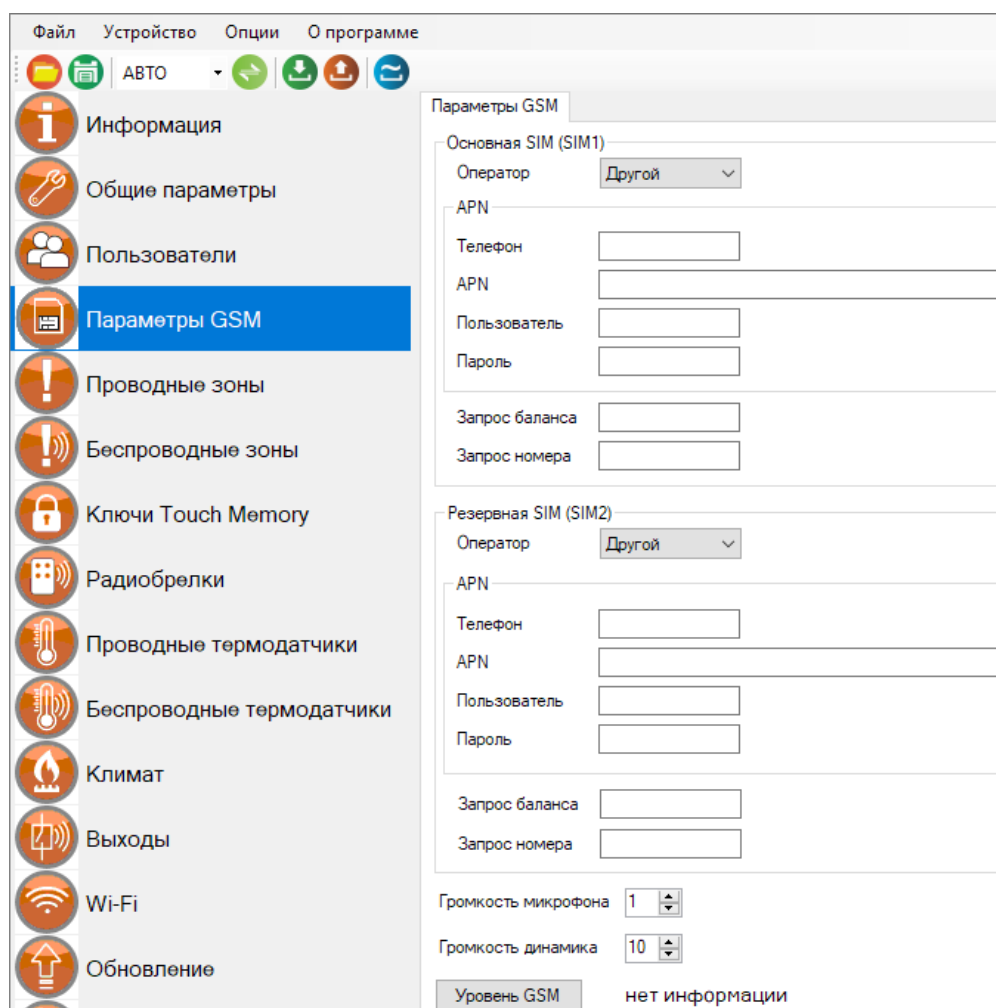 Файл Устройство Опции О программе
АВТО
Информация
Общие параметры
Пользователи
Параметры GSM
Проводные зоны
Беспроводные зоны
Ключи Touch Memory
Радиобрелки
Проводные термодатчики
Беспроводные термодатчики
Климат
Выходы
Wi-Fi
Обновление
Параметры GSM
Основная SIM (SIM1)
Оператор Другой
APN
Телефон
APN
Пользователь
Пароль
Запрос баланса
Запрос номера
Резервная SIM (SIM2)
Оператор Другой
APN
Телефон
APN
Пользователь
Пароль
Запрос баланса
Запрос номера
Громкость микрофона 1
Громкость динамика 10
Уровень GSM нет информации